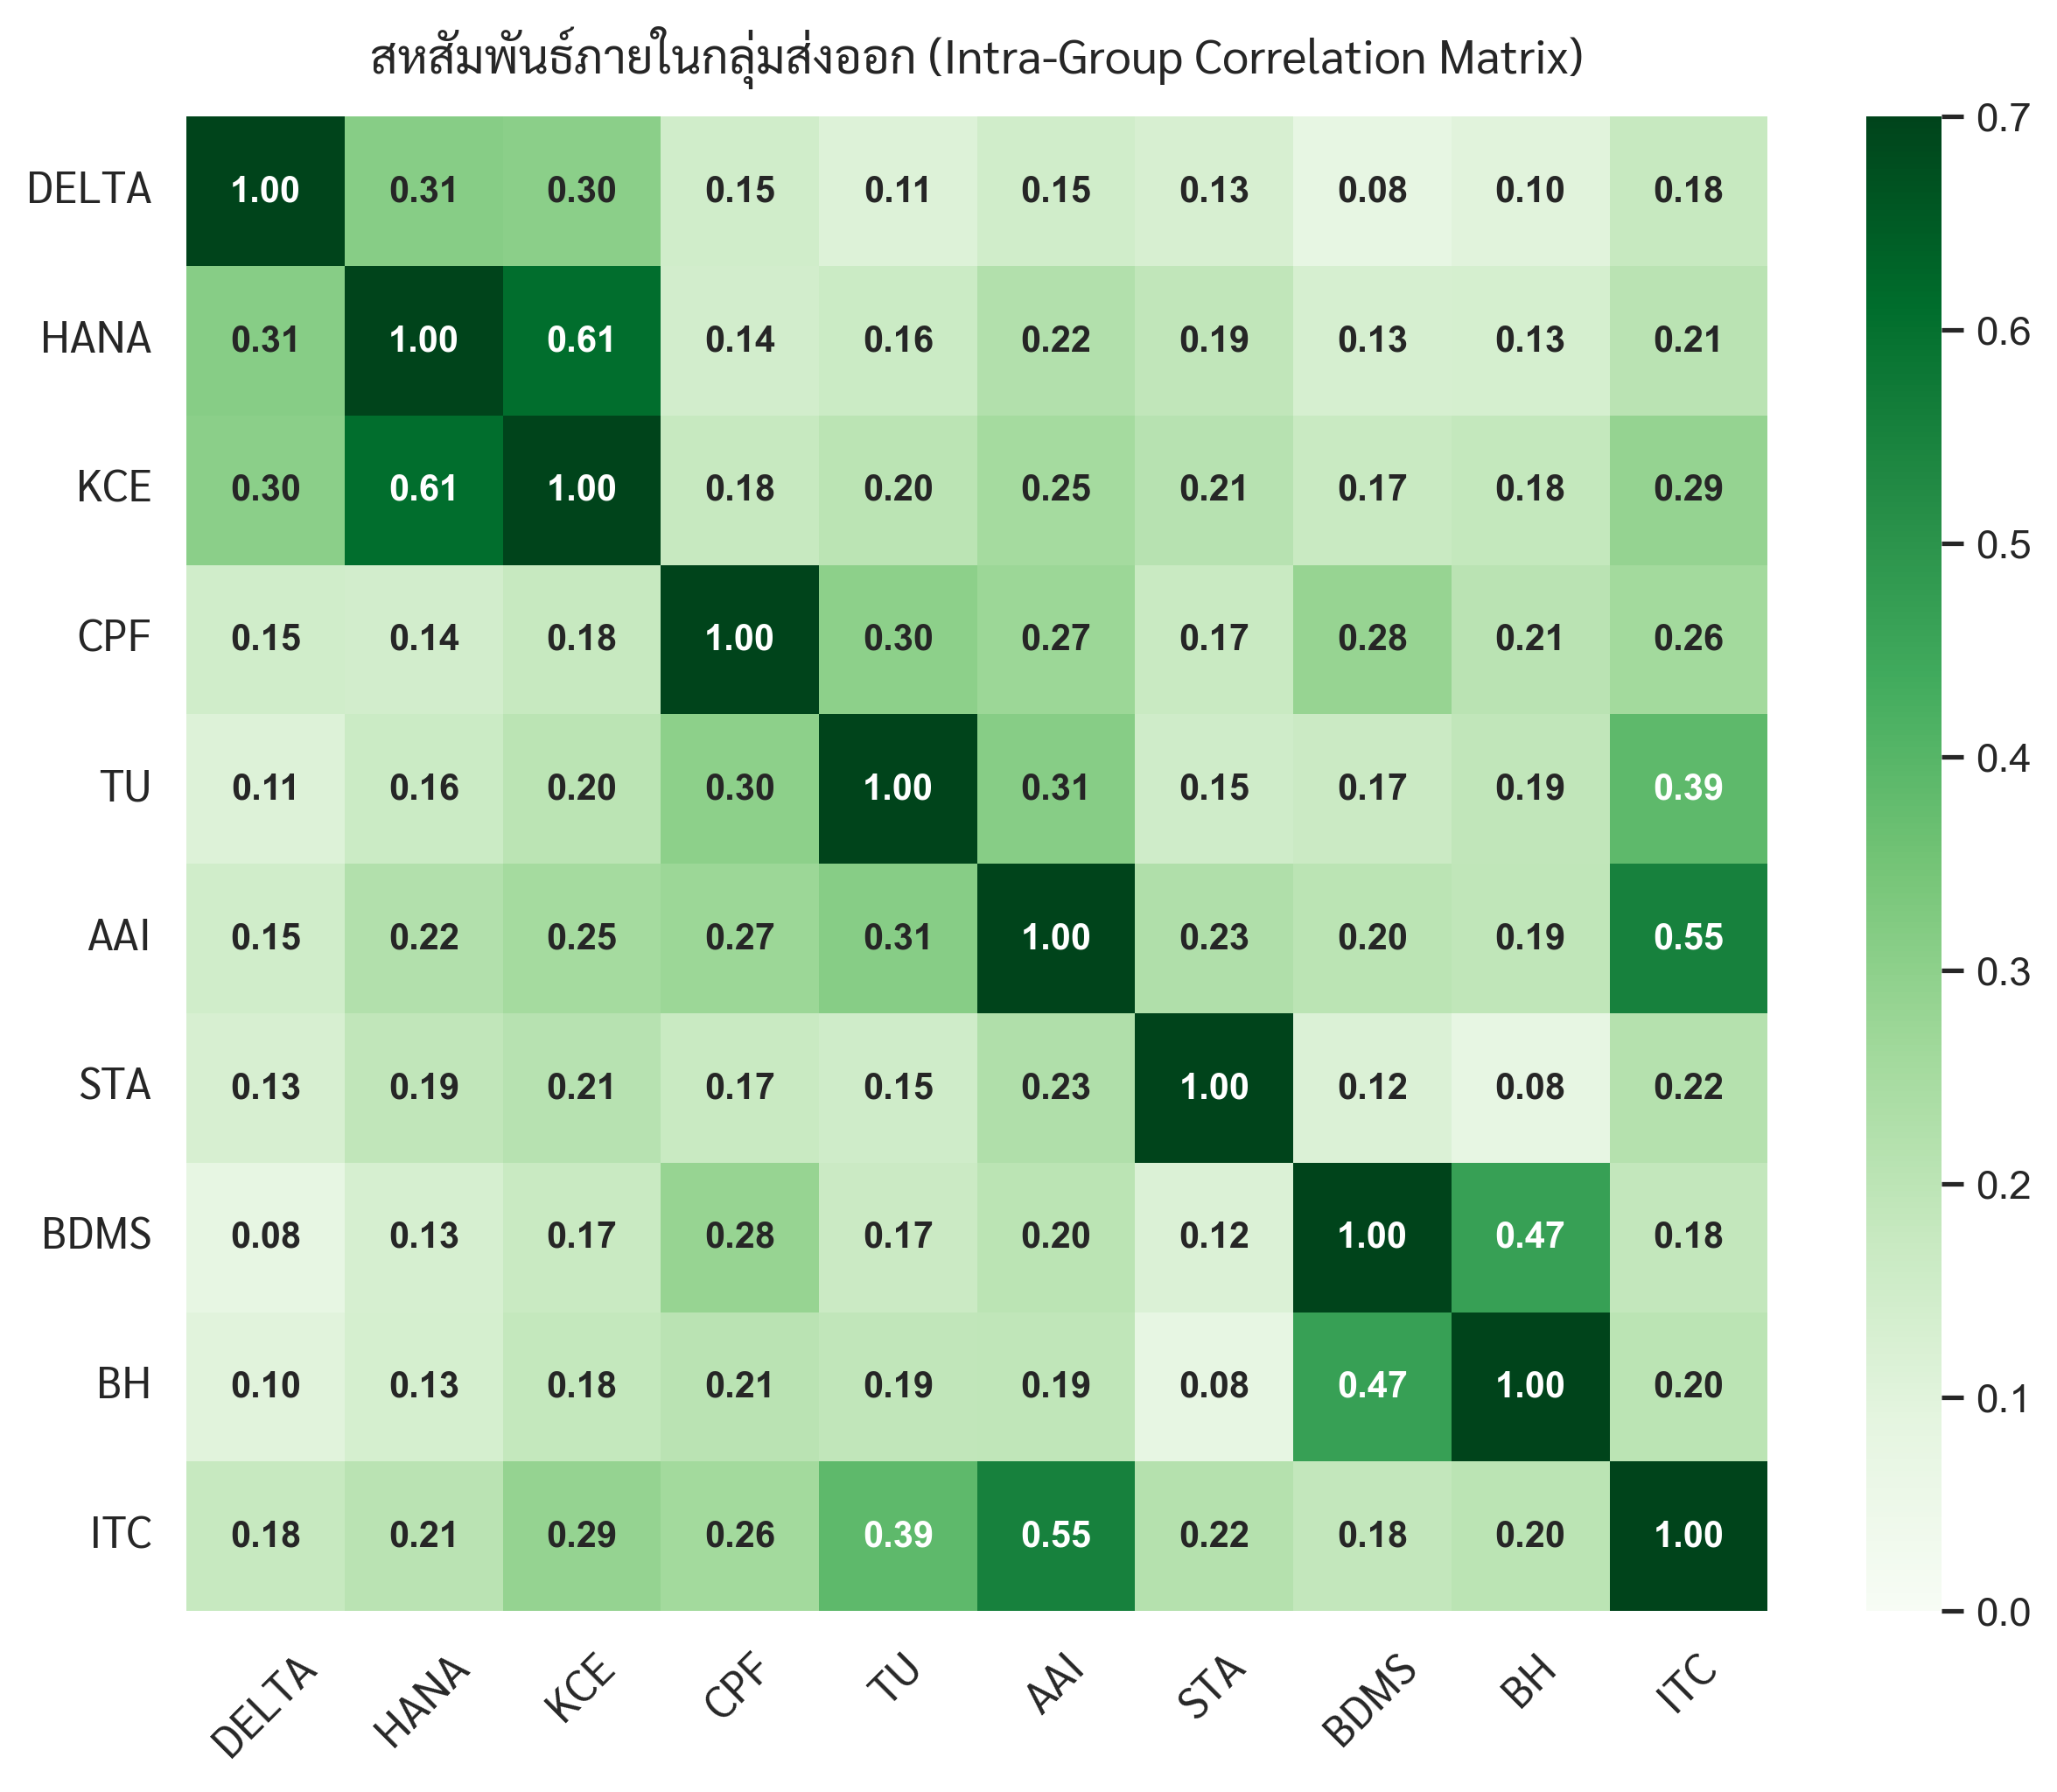 สหสัมพันธ์ภายในกลุ่มส่งออก (Intra-Group Correlation Matrix)
DELTA 1.00 0.31 0.30 0.15 0.11 0.15 0.13 0.08 0.10 0.18
HANA 0.31 1.00 0.61 0.14 0.16 0.22 0.19 0.13 0.13 0.21
KCE 0.30 0.61 1.00 0.18 0.20 0.25 0.21 0.17 0.18 0.29
CPF 0.15 0.14 0.18 1.00 0.30 0.27 0.17 0.28 0.21 0.26
TU 0.11 0.16 0.20 0.30 1.00 0.31 0.15 0.17 0.19 0.39
AAI 0.15 0.22 0.25 0.27 0.31 1.00 0.23 0.20 0.19 0.55
STA 0.13 0.19 0.21 0.17 0.15 0.23 1.00 0.12 0.08 0.22
BDMS 0.08 0.13 0.17 0.28 0.17 0.20 0.12 1.00 0.47 0.18
BH 0.10 0.13 0.18 0.21 0.19 0.19 0.08 0.47 1.00 0.20
ITC 0.18 0.21 0.29 0.26 0.39 0.55 0.22 0.18 0.20 1.00
DELTA HANA KCE CPF TU AAI STA BDMS BH ITC
0.7
0.6
0.5
0.4
0.3
0.2
0.1
0.0